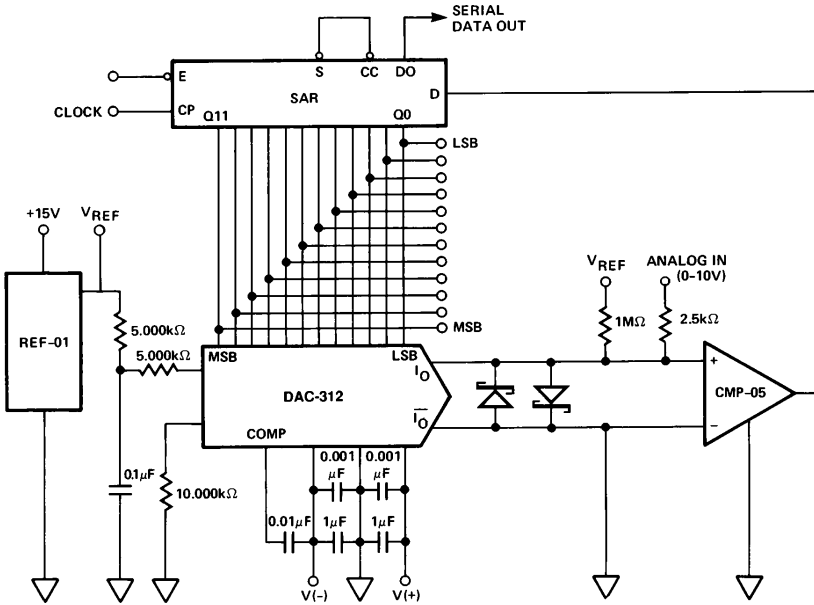 SERIAL
DATA OUT
E
S
CC
DO
SAR
D
CLOCK
CP
Q11
Q0
LSB
+15V
VREF
VREF
ANALOG IN
(0–10V)
MSB
5.000kΩ
1MΩ
2.5kΩ
REF–01
5.000kΩ
MSB
LSB
IO
+
DAC-312
CMP–05
COMP
IO
–
0.001
μF
0.001
μF
0.1μF
10.000kΩ
0.01μF
1μF
1μF
V(–)
V(+)